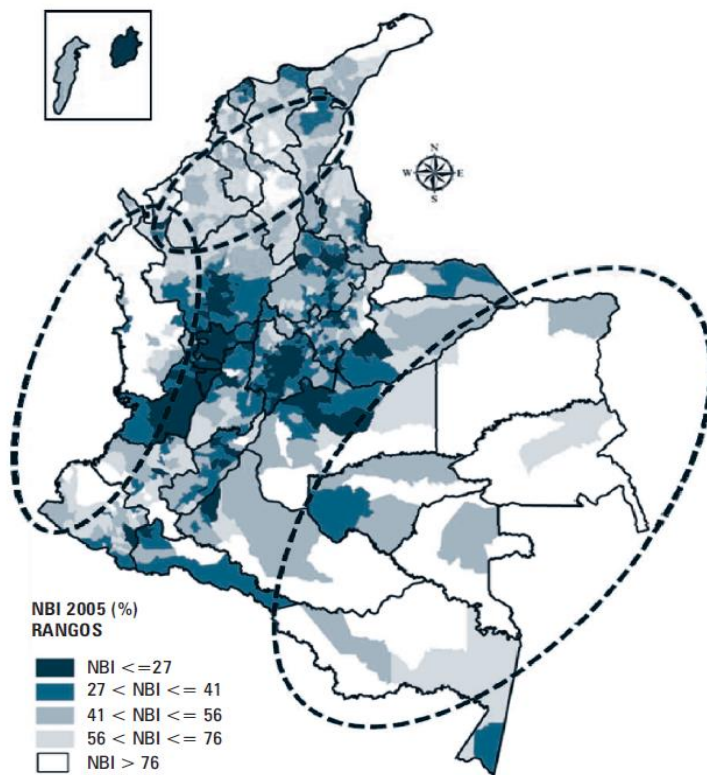 N
W E
S
NBI 2005 (%)
RANGOS
NBI <=27
27 < NBI <= 41
41 < NBI <= 56
56 < NBI <= 76
NBI > 76